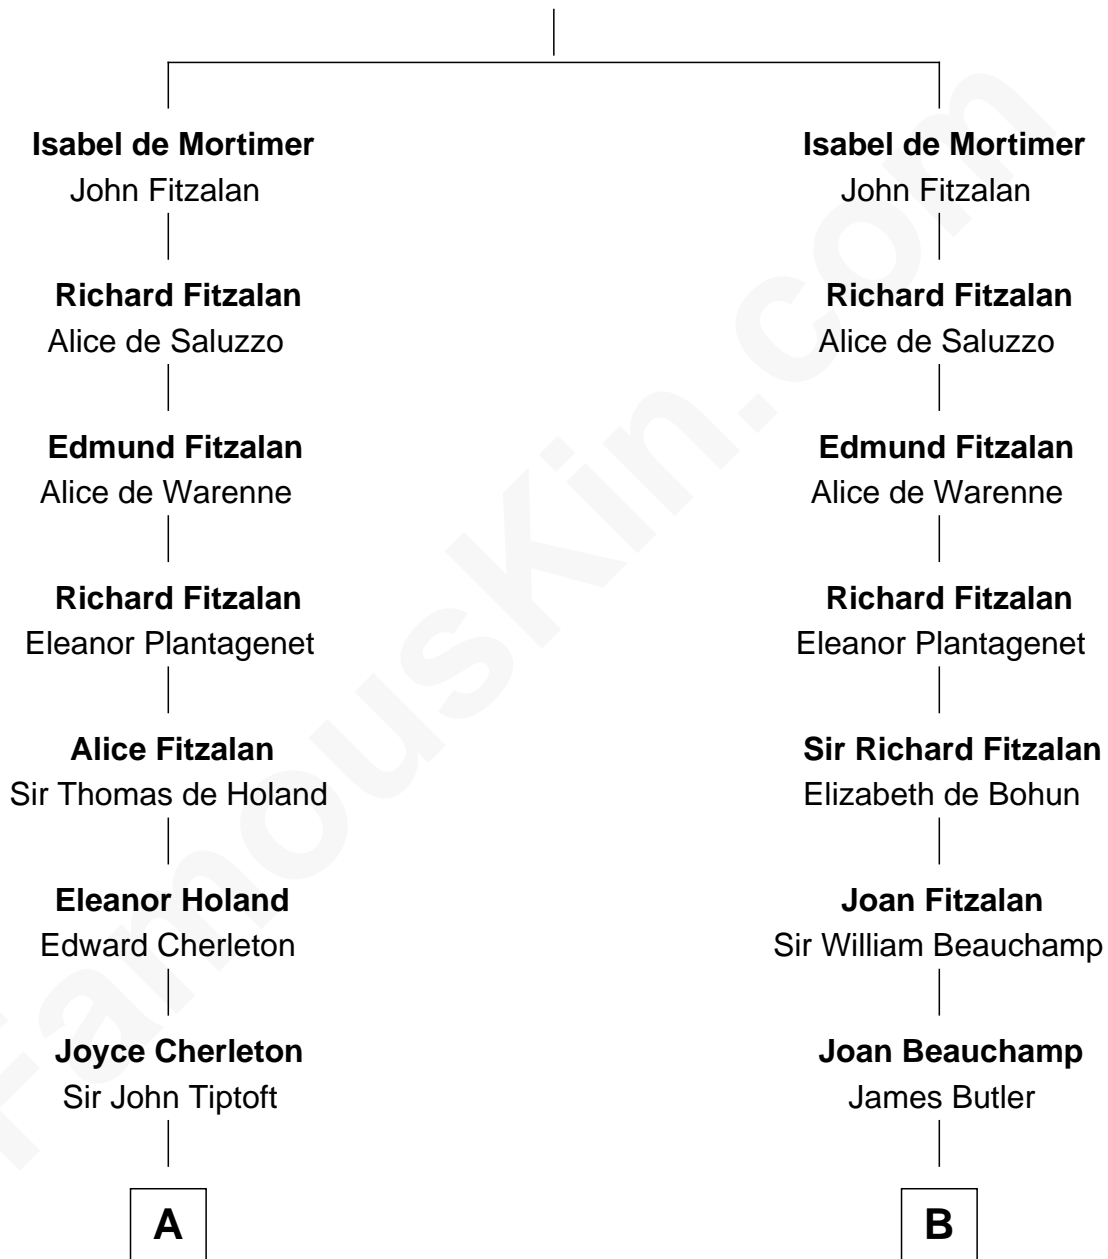 Isabel de Mortimer
John Fitzalan
Richard Fitzalan
Alice de Saluzzo
Edmund Fitzalan
Alice de Warenne
Richard Fitzalan
Eleanor Plantagenet
Alice Fitzalan
Sir Thomas de Holand
Eleanor Holand
Edward Cherleton
Joyce Cherleton
Sir John Tiptoft
A
Isabel de Mortimer
John Fitzalan
Richard Fitzalan
Alice de Saluzzo
Edmund Fitzalan
Alice de Warenne
Richard Fitzalan
Eleanor Plantagenet
Sir Richard Fitzalan
Elizabeth de Bohun
Joan Fitzalan
Sir William Beauchamp
Joan Beauchamp
James Butler
B
FamousKin.com